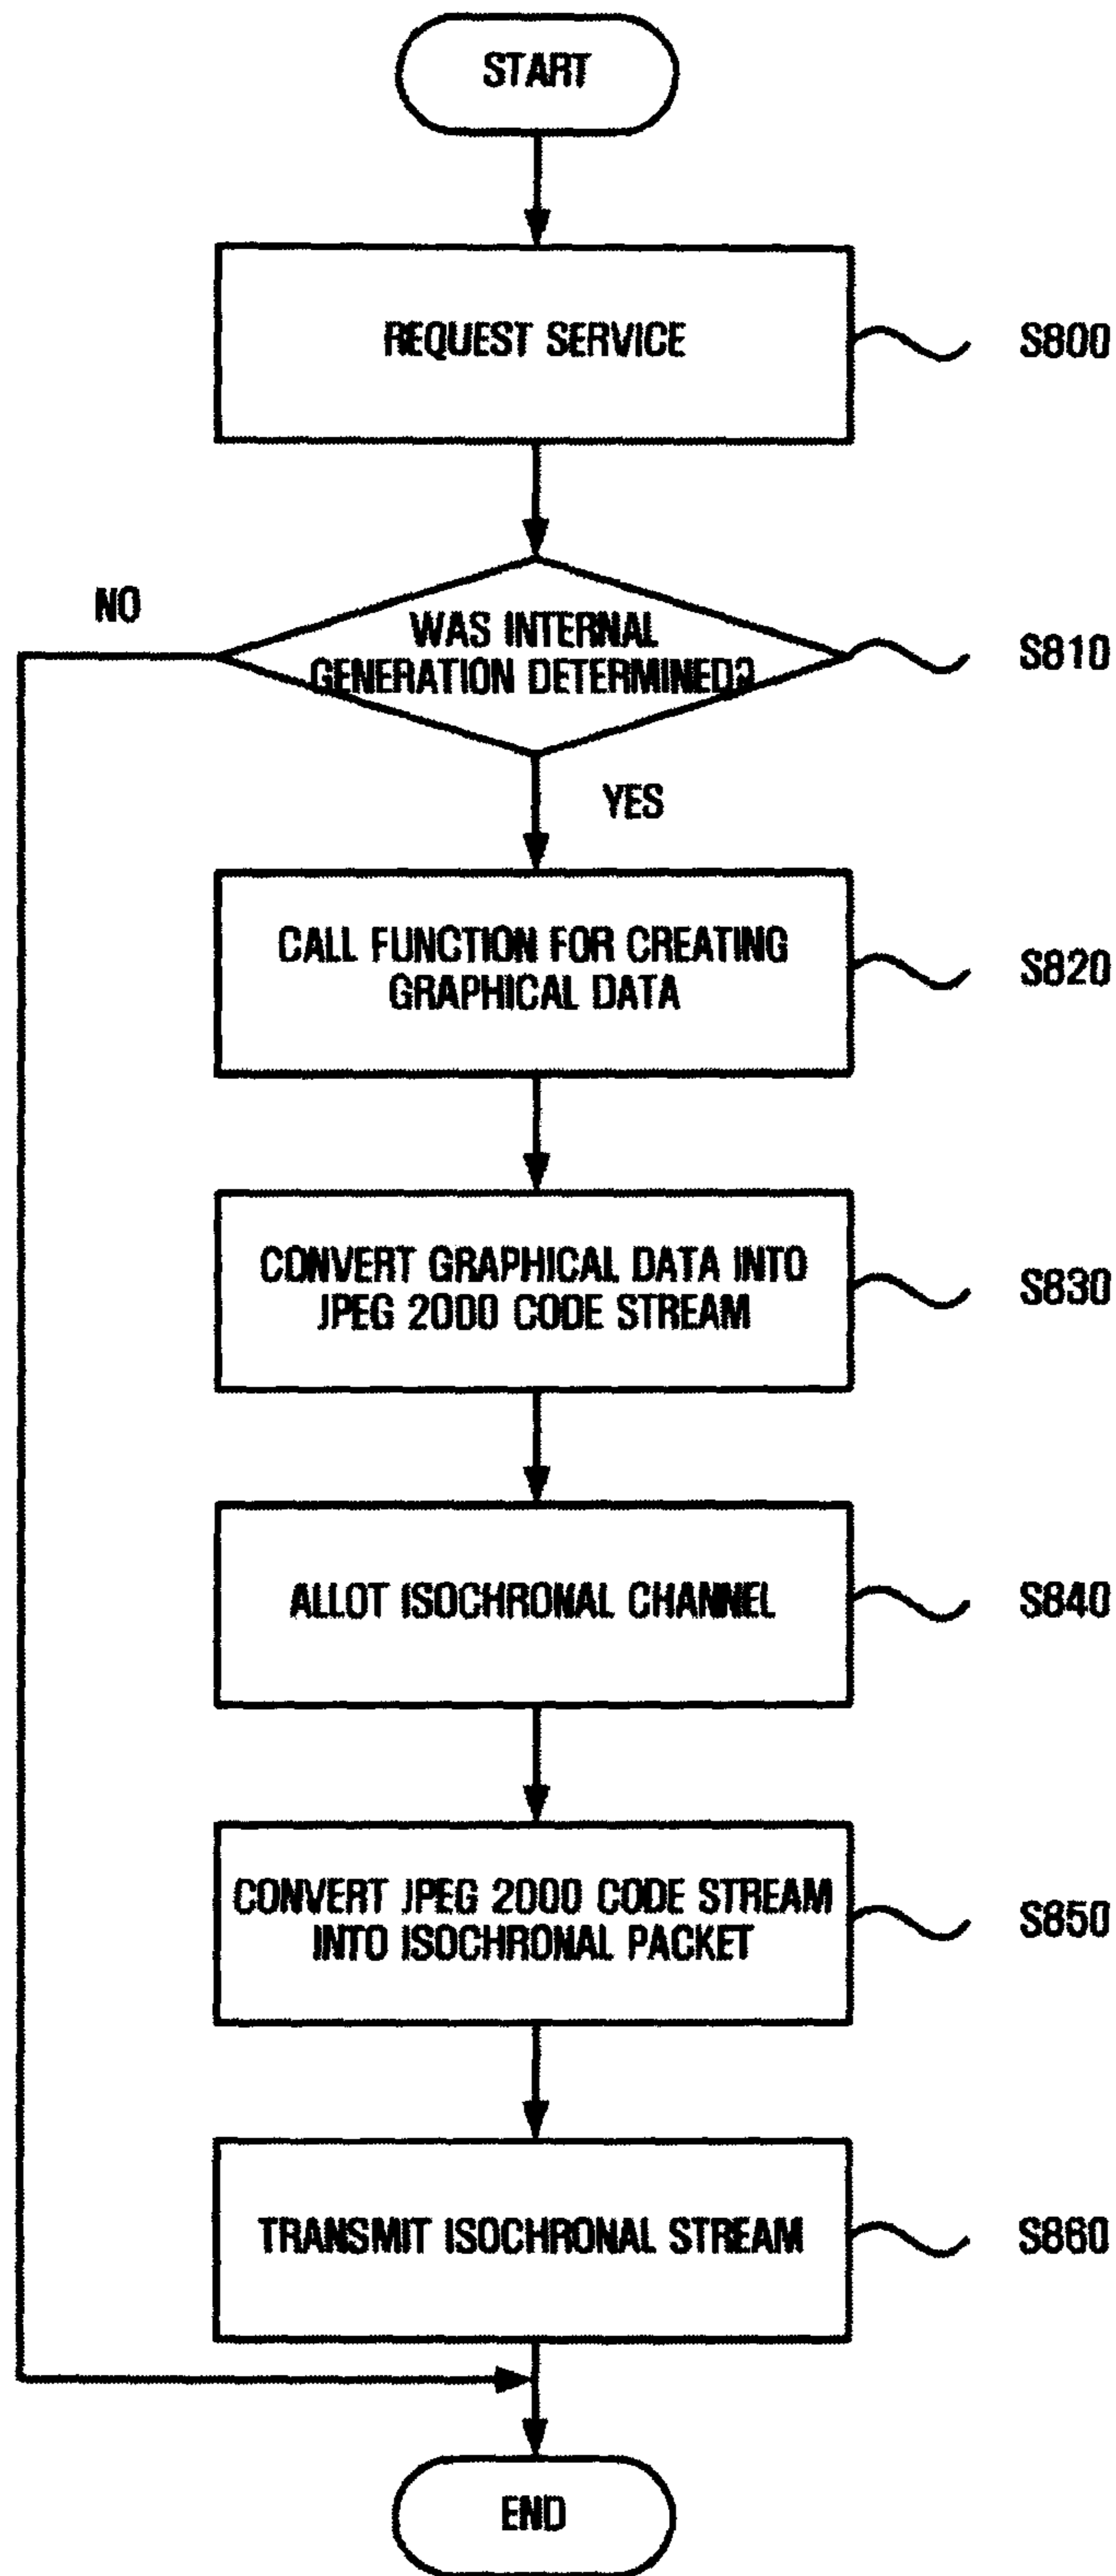 START
REQUEST SERVICE
S800
NO
WAS INTERNAL
GENERATION DETERMINED?
S810
YES
CALL FUNCTION FOR CREATING
GRAPHICAL DATA
S820
CONVERT GRAPHICAL DATA INTO
JPEG 2000 CODE STREAM
S830
ALLOT ISOCHRONAL CHANNEL
S840
CONVERT JPEG 2000 CODE STREAM
INTO ISOCHRONAL PACKET
S850
TRANSMIT ISOCHRONAL STREAM
S860
END